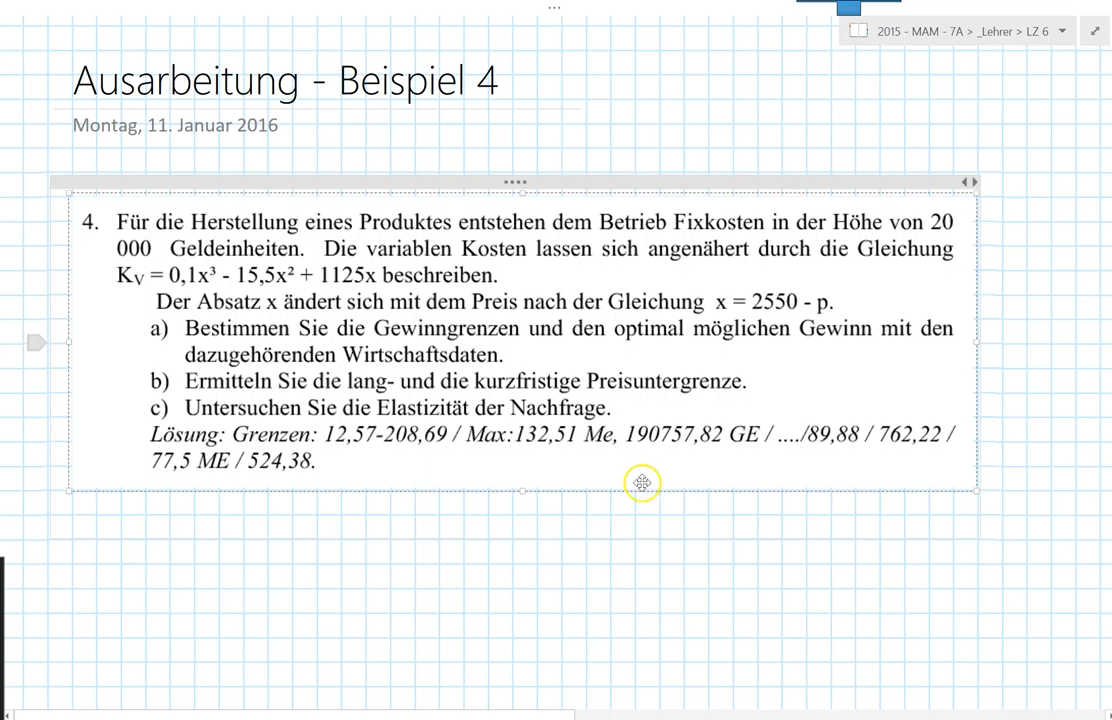 2015 - MAM - 7A > _Lehrer > LZ 6
Ausarbeitung - Beispiel 4
Montag, 11. Januar 2016
4. Für die Herstellung eines Produktes entstehen dem Betrieb Fixkosten in der Höhe von 20
000 Geldeinheiten. Die variablen Kosten lassen sich angenähert durch die Gleichung
Kᵥ = 0,1x³ - 15,5x² + 1125x beschreiben.
Der Absatz x ändert sich mit dem Preis nach der Gleichung x = 2550 - p.
a) Bestimmen Sie die Gewinngrenzen und den optimal möglichen Gewinn mit den
dazugehörenden Wirtschaftsdaten.
b) Ermitteln Sie die lang- und die kurzfristige Preisuntergrenze.
c) Untersuchen Sie die Elastizität der Nachfrage.
Lösung: Grenzen: 12,57-208,69 / Max:132,51 Me, 190757,82 GE / ..../89,88 / 762,22 /
77,5 ME / 524,38.